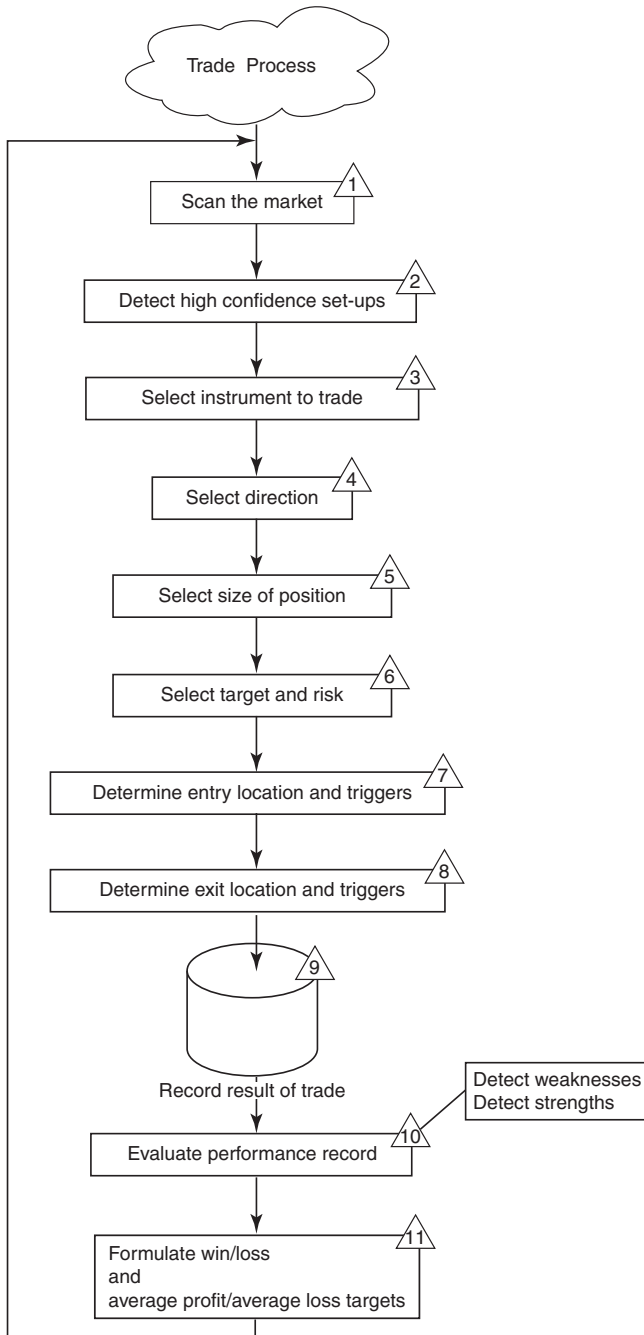 Trade Process
1
Scan the market
2
Detect high confidence set-ups
3
Select instrument to trade
4
Select direction
5
Select size of position
6
Select target and risk
7
Determine entry location and triggers
8
Determine exit location and triggers
9
Record result of trade
Detect weaknesses
Detect strengths
10
Evaluate performance record
11
Formulate win/loss
and
average profit/average loss targets